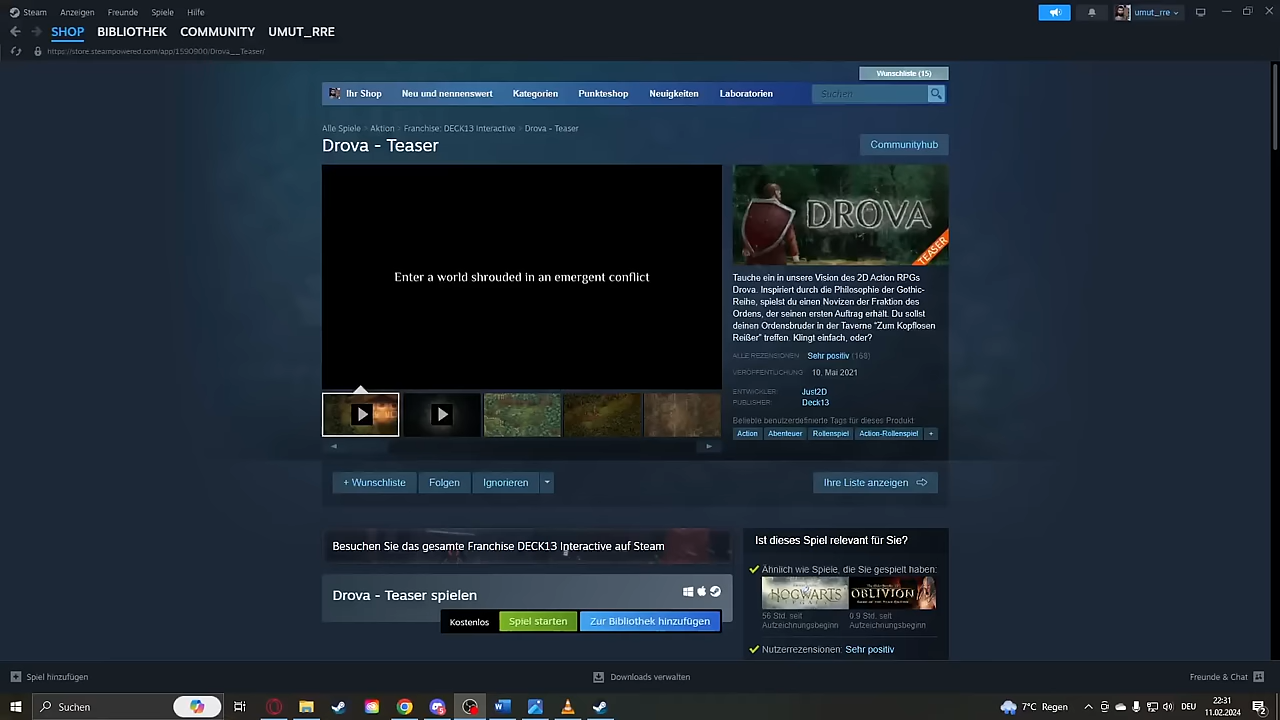 Steam Anzeigen Freunde Spiele Hilfe
umut_rre
SHOP BIBLIOTHEK COMMUNITY UMUT_RRE
https://store.steampowered.com/app/1590900/Drova__Teaser/
Wunschliste (15)
Ihr Shop Neu und nennenswert Kategorien Punkteshop Neuigkeiten Laboratorien Suchen
Alle Spiele > Aktion > Franchise: DECK13 Interactive > Drova - Teaser
Drova - Teaser
Communityhub
Enter a world shrouded in an emergent conflict
DROVA
TEASER
Tauche ein in unsere Vision des 2D Action RPGs
Drova. Inspiriert durch die Philosophie der Gothic-
Reihe, spielst du einen Novizen der Fraktion des
Ordens, der seinen ersten Auftrag erhält. Du sollst
deinen Ordensbruder in der Taverne "Zum Kopflosen
Reißer" treffen. Klingt einfach, oder?
ALLE REZENSIONEN: Sehr positiv (168)
VERÖFFENTLICHUNG: 10. Mai 2021
ENTWICKLER: Just2D
PUBLISHER: Deck13
Beliebte benutzerdefinierte Tags für dieses Produkt
Action Abenteuer Rollenspiel Action-Rollenspiel +
+ Wunschliste Folgen Ignorieren
Ihre Liste anzeigen
Besuchen Sie das gesamte Franchise DECK13 Interactive auf Steam
Drova - Teaser spielen
Kostenlos Spiel starten Zur Bibliothek hinzufügen
Ist dieses Spiel relevant für Sie?
Ähnlich wie Spiele, die Sie gespielt haben:
HOGWARTS
OBLIVION
56 Std. seit
Aufzeichnungsbeginn
0.9 Std. seit
Aufzeichnungsbeginn
Nutzerrezensionen: Sehr positiv
Spiel hinzufügen
Downloads verwalten
Freunde & Chat
Suchen
7°C Regen
DEU
22:31
11.02.2024